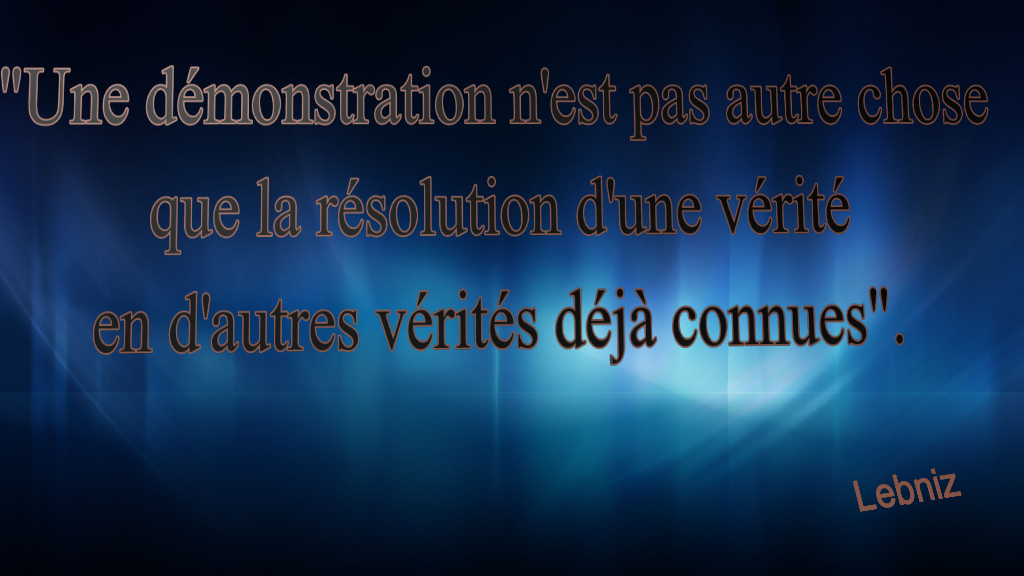 "Une démonstration n'est pas autre chose
que la résolution d'une vérité
en d'autres vérités déjà connues".
Lebniz